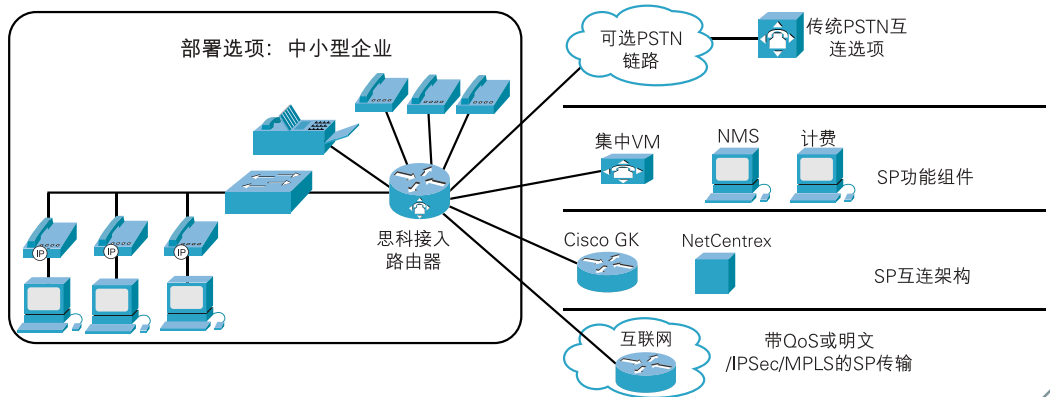 部署选项：中小型企业
可选PSTN
链路
传统PSTN互
连选项
集中VM
NMS
计费
SP功能组件
思科接入
路由器
Cisco GK
NetCentrex
SP互连架构
IP
IP
IP
互联网
带QoS或明文
/IPSec/MPLS的SP传输